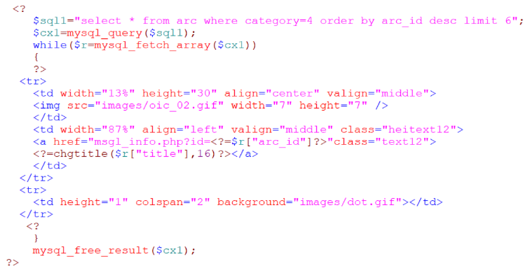 <?
$sql1="select * from arc where category=4 order by arc_id desc limit 6";
$cx1=mysql_query($sql1);
while($r=mysql_fetch_array($cx1))
{
?>
<tr>
<td width="13%" height="30" align="center" valign="middle">
<img src="images/oic_02.gif" width="7" height="7" />
</td>
<td width="87%" align="left" valign="middle" class="heitext12">
<a href="msg1_info.php?id=<?=$r["arc_id"]?>"class="text12">
<?=chgtitle($r["title"],16)?></a>
</td>
</tr>
<tr>
<td height="1" colspan="2" background="images/dot.gif"></td>
</tr>
<?
}
mysql_free_result($cx1);
?>